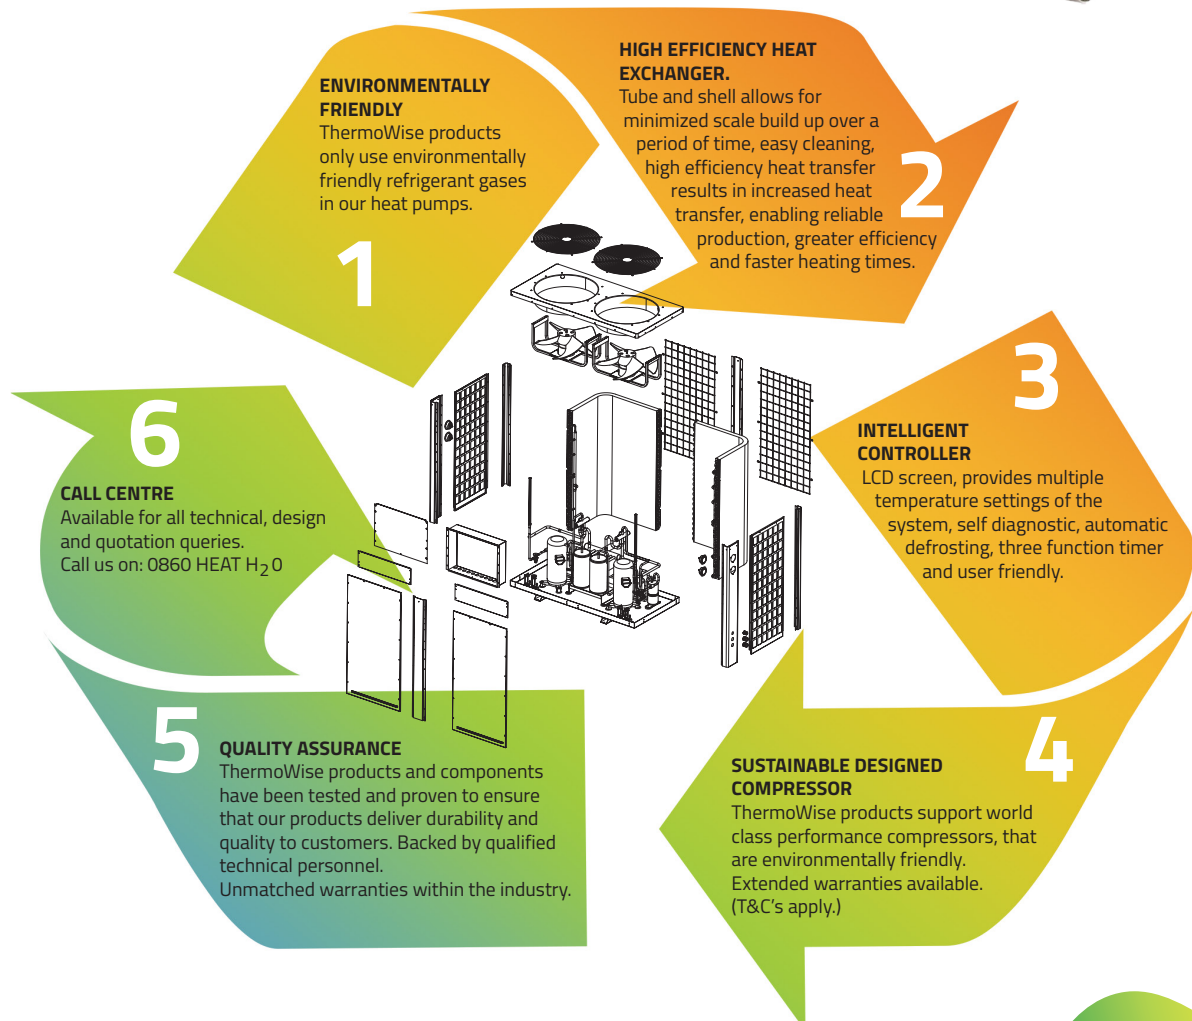 1
ENVIRONMENTALLY
FRIENDLY
ThermoWise products
only use environmentally
friendly refrigerant gases
in our heat pumps.
2
HIGH EFFICIENCY HEAT
EXCHANGER.
Tube and shell allows for
minimized scale build up over a
period of time, easy cleaning,
high efficiency heat transfer
results in increased heat
transfer, enabling reliable
production, greater efficiency
and faster heating times.
3
INTELLIGENT
CONTROLLER
LCD screen, provides multiple
temperature settings of the
system, self diagnostic, automatic
defrosting, three function timer
and user friendly.
4
SUSTAINABLE DESIGNED
COMPRESSOR
ThermoWise products support world
class performance compressors, that
are environmentally friendly.
Extended warranties available.
(T&C’s apply.)
5
QUALITY ASSURANCE
ThermoWise products and components
have been tested and proven to ensure
that our products deliver durability and
quality to customers. Backed by qualified
technical personnel.
Unmatched warranties within the industry.
6
CALL CENTRE
Available for all technical, design
and quotation queries.
Call us on: 0860 HEAT H₂0